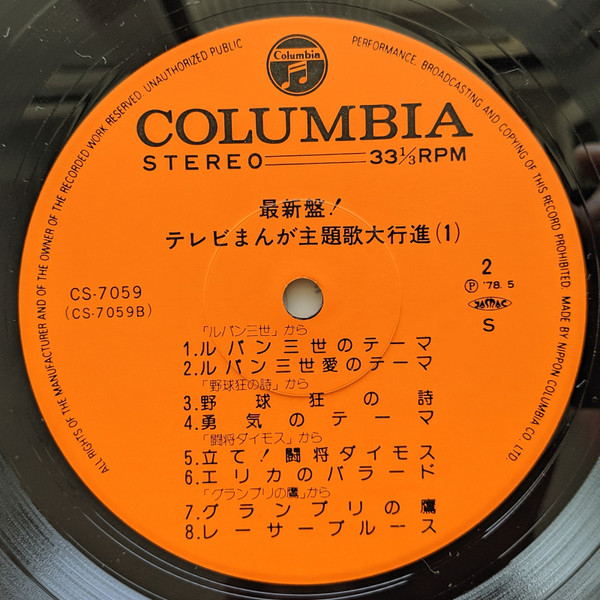 ALL RIGHTS OF THE MANUFACTURER AND OF THE OWNER OF THE RECORDED WORK RESERVED. UNAUTHORIZED PUBLIC PERFORMANCE, BROADCASTING AND COPYING OF THIS RECORD PROHIBITED. MADE BY NIPPON COLUMBIA CO., LTD.
Columbia
COLUMBIA
STEREO 33⅓RPM
最新盤!
テレビまんが主題歌大行進(1)
CS-7059
(CS-7059B)
2
Ⓟ '78. 5
JASRAC
S
「ルパン三世」から
1.ルパン三世のテーマ
2.ルパン三世愛のテーマ
「野球狂の詩」から
3.野球狂の詩
4.勇気のテーマ
「闘将ダイモス」から
5.立て!闘将ダイモス
6.エリカのバラード
「グランプリの鷹」から
7.グランプリの鷹
8.レーサーブルース